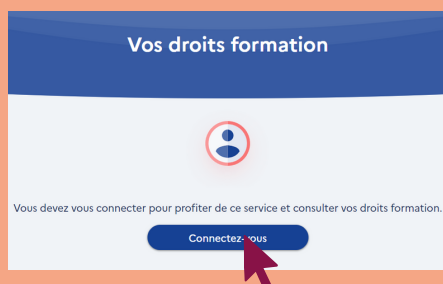 Vos droits formation
Vous devez vous connecter pour profiter de ce service et consulter vos droits formation.
Connectez-vous